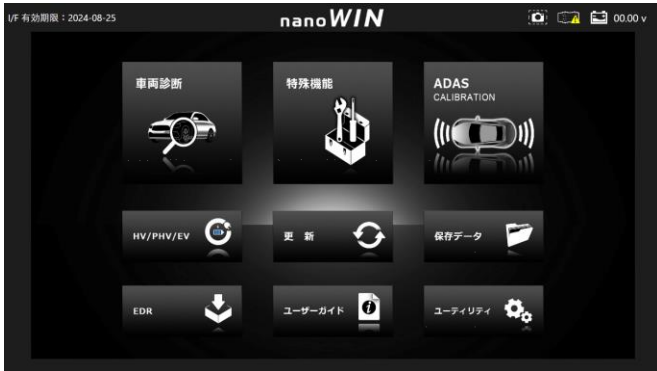 I/F 有効期限：2024-08-25
nanoWIN
00.00 v
車両診断
特殊機能
ADAS
CALIBRATION
HV/PHV/EV
更 新
保存データ
EDR
ユーザーガイド
ユーティリティ